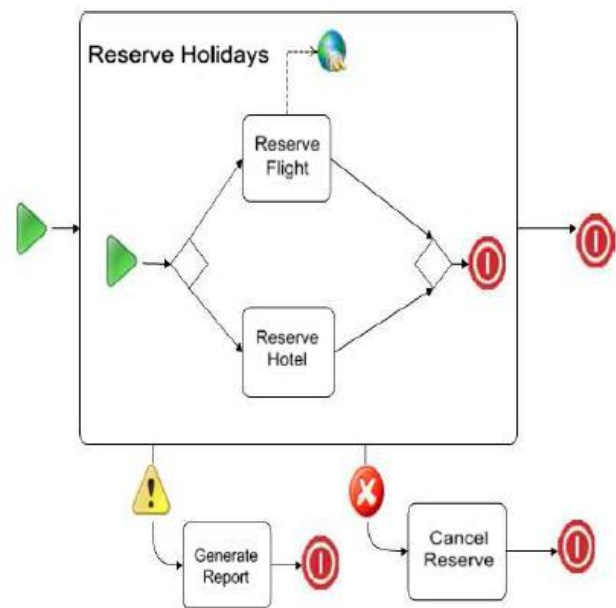 Reserve Holidays
Reserve
Flight
Reserve
Hotel
Generate
Report
Cancel
Reserve